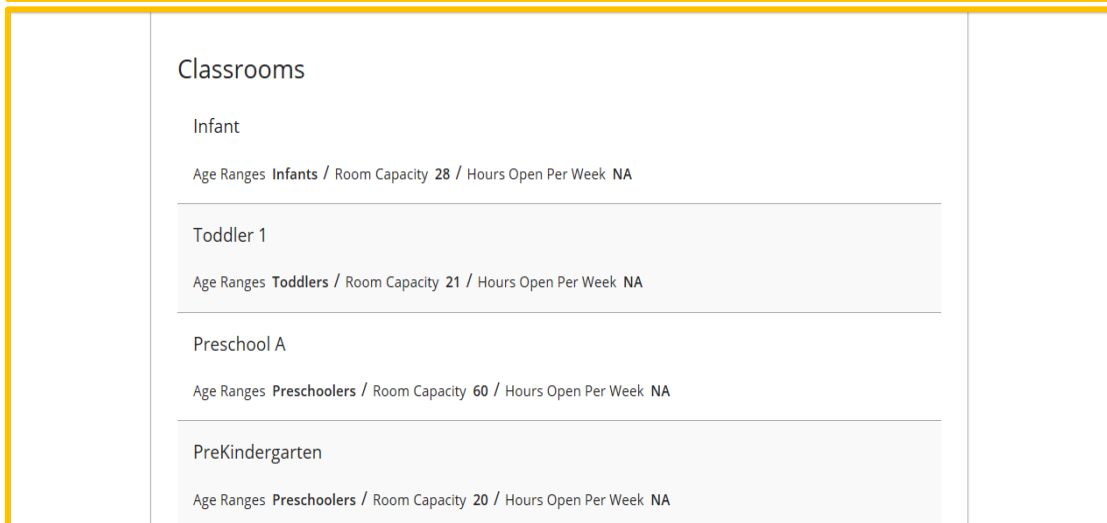 Classrooms
Infant
Age Ranges Infants / Room Capacity 28 / Hours Open Per Week NA
Toddler 1
Age Ranges Toddlers / Room Capacity 21 / Hours Open Per Week NA
Preschool A
Age Ranges Preschoolers / Room Capacity 60 / Hours Open Per Week NA
PreKindergarten
Age Ranges Preschoolers / Room Capacity 20 / Hours Open Per Week NA